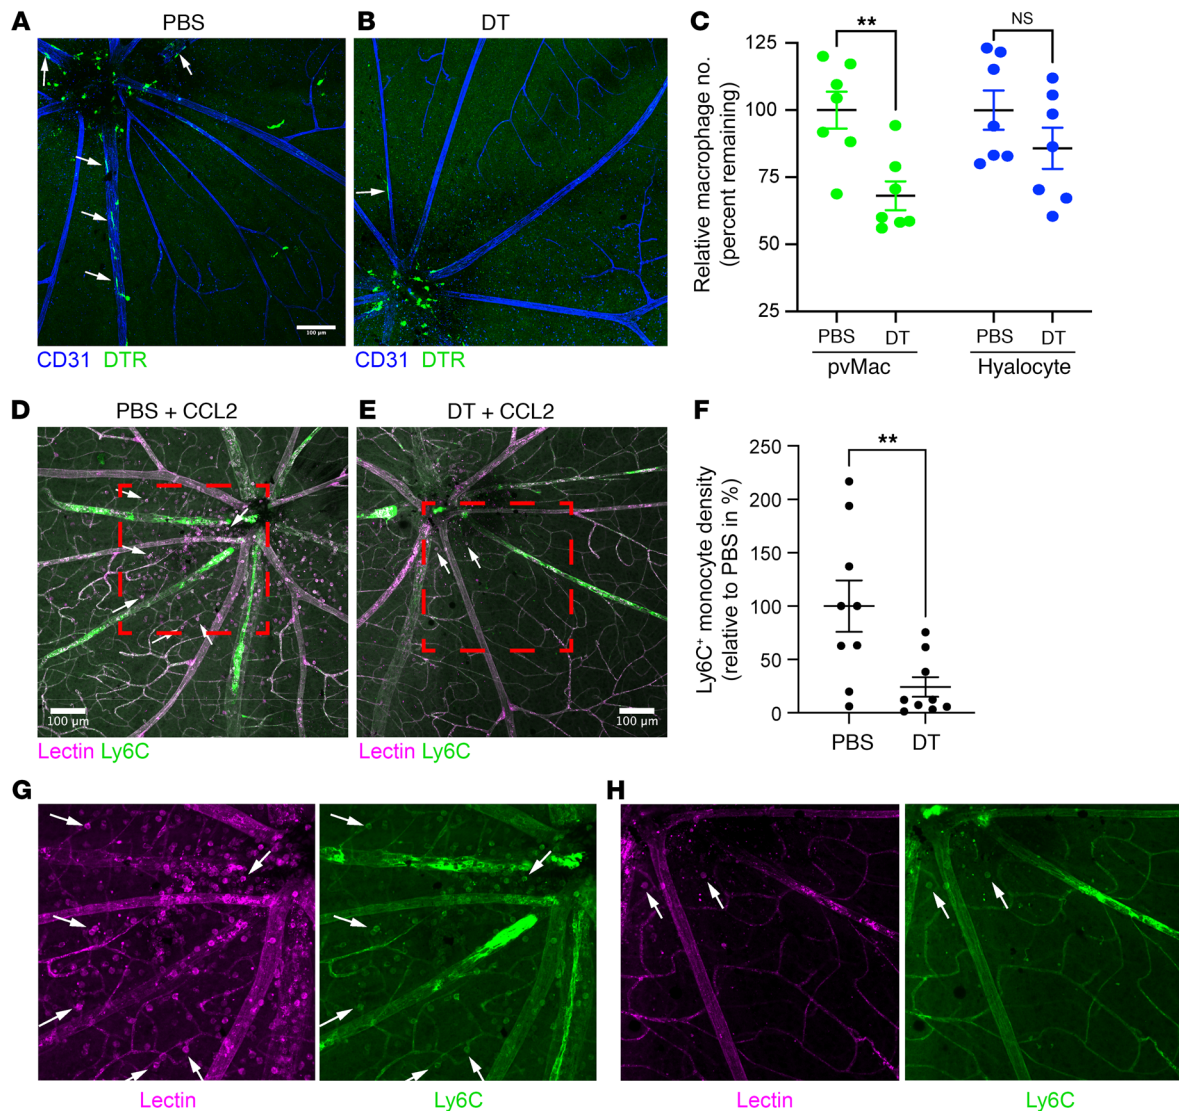 A
PBS
B
DT
100 μm
CD31 DTR
CD31 DTR
C
**
NS
125
100
75
50
25
Relative macrophage no.
(percent remaining)
PBS
DT
PBS
DT
pvMac
Hyalocyte
D
PBS + CCL2
E
DT + CCL2
100 μm
100 μm
Lectin Ly6C
Lectin Ly6C
F
**
250
200
150
100
50
0
Ly6C+ monocyte density
(relative to PBS in %)
PBS
DT
G
H
Lectin
Ly6C
Lectin
Ly6C